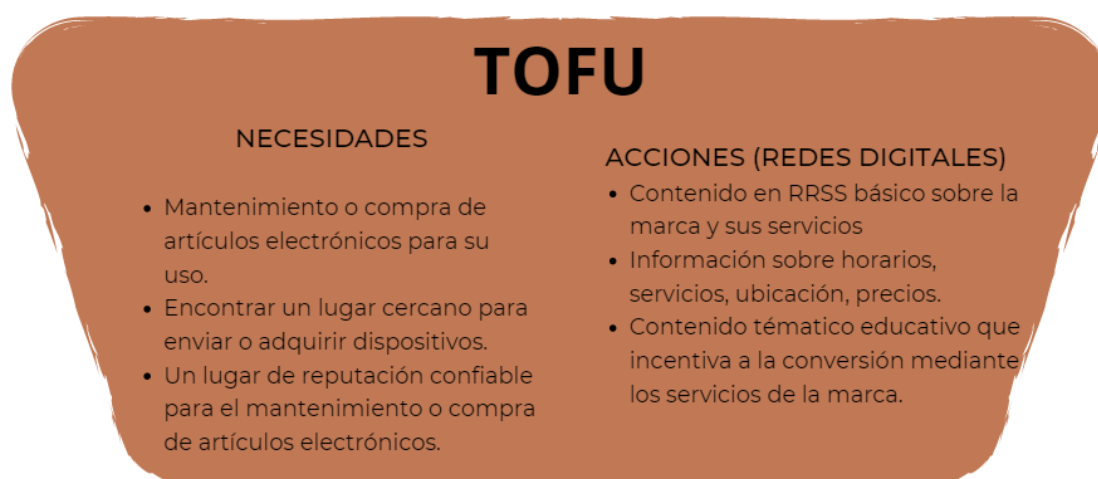 TOFU
NECESIDADES
• Mantenimiento o compra de
artículos electrónicos para su
uso.
• Encontrar un lugar cercano para
enviar o adquirir dispositivos.
• Un lugar de reputación confiable
para el mantenimiento o compra
de artículos electrónicos.
ACCIONES (REDES DIGITALES)
• Contenido en RRSS básico sobre la
marca y sus servicios
• Información sobre horarios,
servicios, ubicación, precios.
• Contenido témático educativo que
incentiva a la conversión mediante
los servicios de la marca.